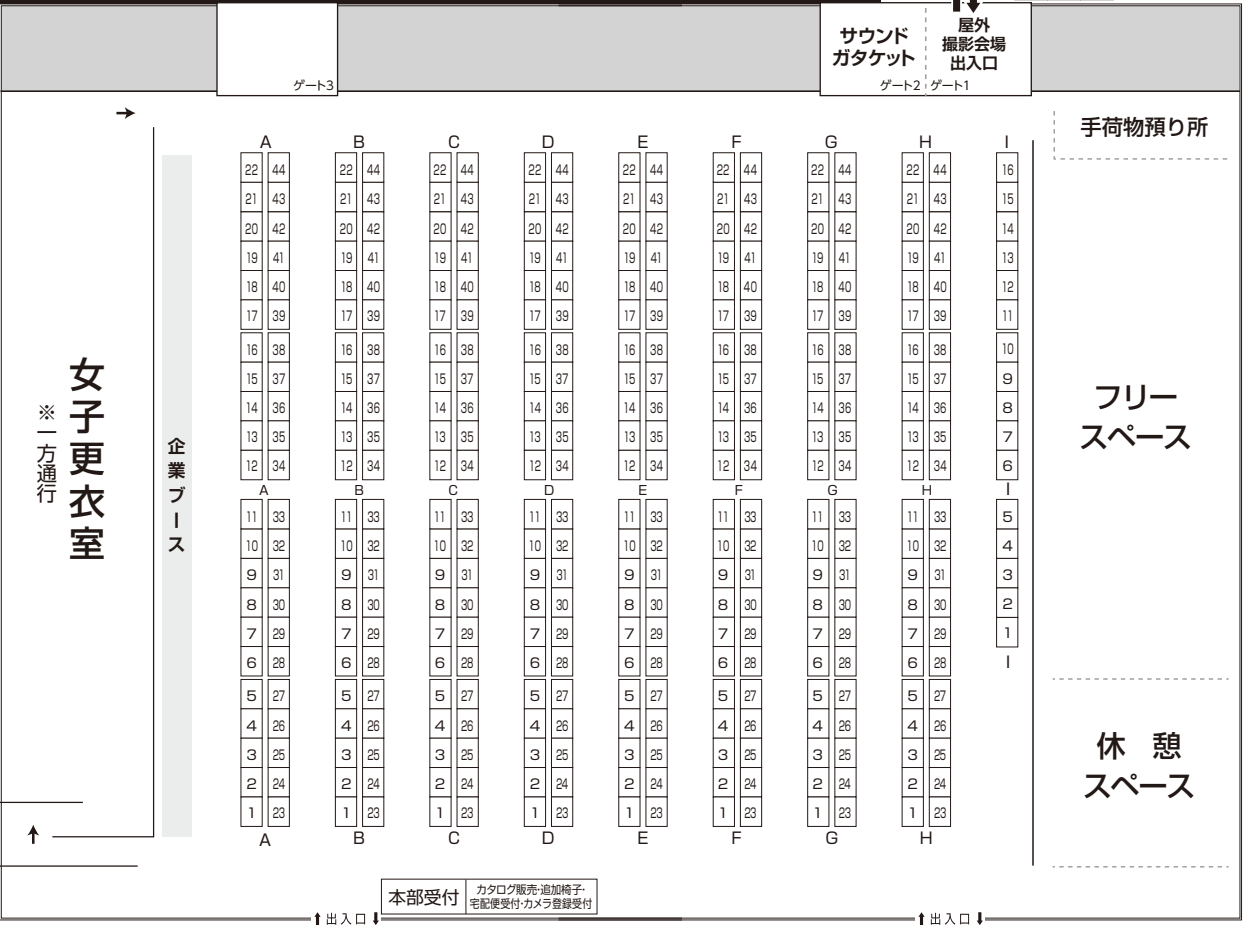 サウンド
ガタケット
屋外
撮影会場
出入口
ゲート3
ゲート2
ゲート1
手荷物預り所
A B C D E F G H I
22 44 22 44 22 44 22 44 22 44 22 44 22 44 22 44 16
21 43 21 43 21 43 21 43 21 43 21 43 21 43 21 43 15
20 42 20 42 20 42 20 42 20 42 20 42 20 42 20 42 14
19 41 19 41 19 41 19 41 19 41 19 41 19 41 19 41 13
18 40 18 40 18 40 18 40 18 40 18 40 18 40 18 40 12
17 39 17 39 17 39 17 39 17 39 17 39 17 39 17 39 11
16 38 16 38 16 38 16 38 16 38 16 38 16 38 16 38 10
15 37 15 37 15 37 15 37 15 37 15 37 15 37 15 37 9
14 36 14 36 14 36 14 36 14 36 14 36 14 36 14 36 8
13 35 13 35 13 35 13 35 13 35 13 35 13 35 13 35 7
12 34 12 34 12 34 12 34 12 34 12 34 12 34 12 34 6
A B C D E F G H I
11 33 11 33 11 33 11 33 11 33 11 33 11 33 11 33 5
10 32 10 32 10 32 10 32 10 32 10 32 10 32 10 32 4
9 31 9 31 9 31 9 31 9 31 9 31 9 31 9 31 3
8 30 8 30 8 30 8 30 8 30 8 30 8 30 8 30 2
7 29 7 29 7 29 7 29 7 29 7 29 7 29 7 29 1
6 28 6 28 6 28 6 28 6 28 6 28 6 28 6 28 I
5 27 5 27 5 27 5 27 5 27 5 27 5 27 5 27
4 26 4 26 4 26 4 26 4 26 4 26 4 26 4 26
3 25 3 25 3 25 3 25 3 25 3 25 3 25 3 25
2 24 2 24 2 24 2 24 2 24 2 24 2 24 2 24
1 23 1 23 1 23 1 23 1 23 1 23 1 23 1 23
A B C D E F G H
女子更衣室
※一方通行
企業ブース
フリー
スペース
休憩
スペース
本部受付
カタログ販売・追加椅子・
宅配便受付・カメラ登録受付
出入口
出入口